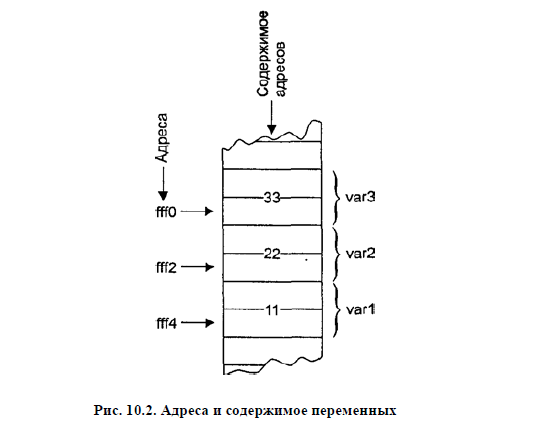 Содержимое
адресов
Адреса
33
var3
fff0
22
var2
fff2
11
var1
fff4
Рис. 10.2. Адреса и содержимое переменных